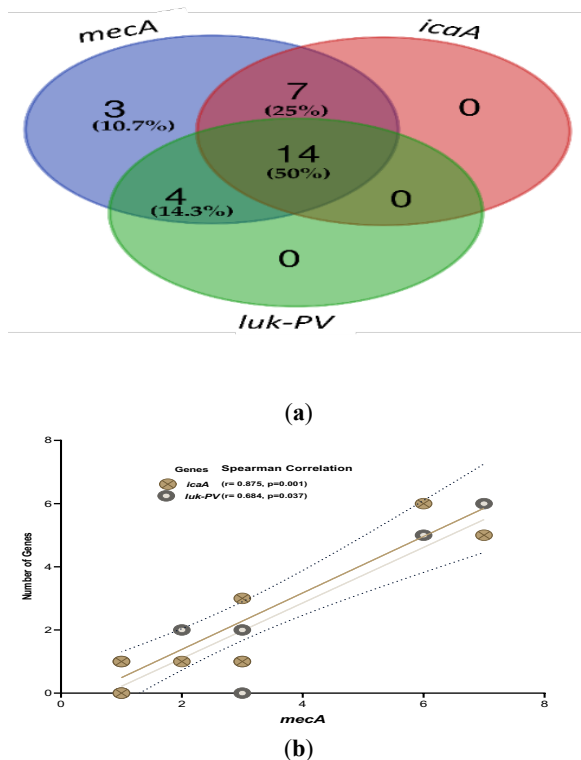 mecA
icaA
3
(10.7%)
7
(25%)
0
14
(50%)
4
(14.3%)
0
0
luk-PV
(a)
8
Genes Spearman Correlation
icaA (r= 0.875, p=0.001)
luk-PV (r= 0.684, p=0.037)
6
Number of Genes
4
2
0
0 2 4 6 8
mecA
(b)